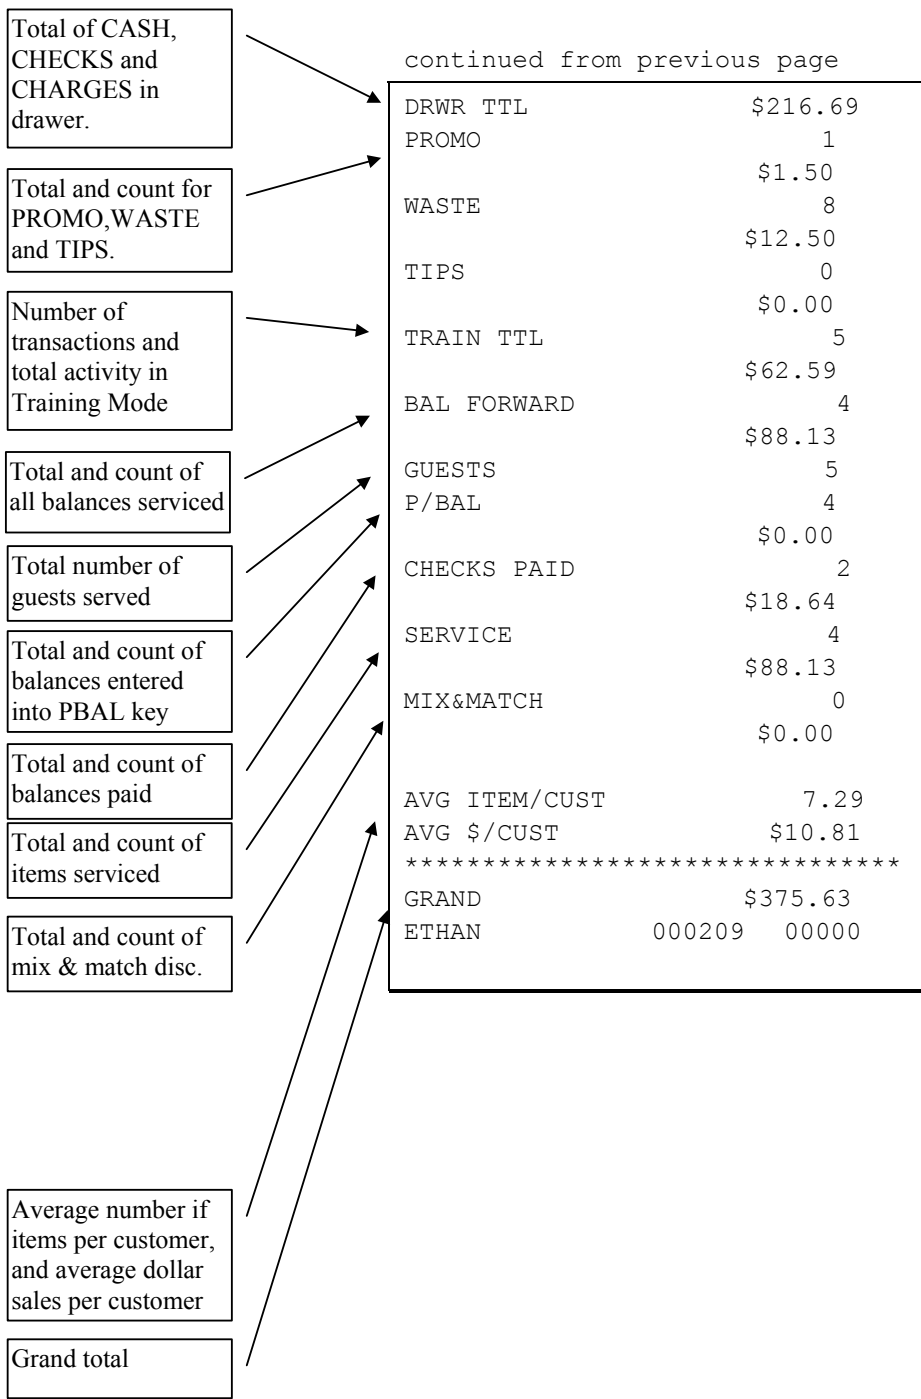 Total of CASH,
CHECKS and
CHARGES in
drawer.
Total and count for
PROMO,WASTE
and TIPS.
Number of
transactions and
total activity in
Training Mode
Total and count of
all balances serviced
Total number of
guests served
Total and count of
balances entered
into PBAL key
Total and count of
balances paid
Total and count of
items serviced
Total and count of
mix & match disc.
Average number if
items per customer,
and average dollar
sales per customer
Grand total
continued from previous page
DRWR TTL $216.69
PROMO 1
$1.50
WASTE 8
$12.50
TIPS 0
$0.00
TRAIN TTL 5
$62.59
BAL FORWARD 4
$88.13
GUESTS 5
P/BAL 4
$0.00
CHECKS PAID 2
$18.64
SERVICE 4
$88.13
MIX&MATCH 0
$0.00
AVG ITEM/CUST 7.29
AVG $/CUST $10.81
********************************
GRAND $375.63
ETHAN 000209 00000